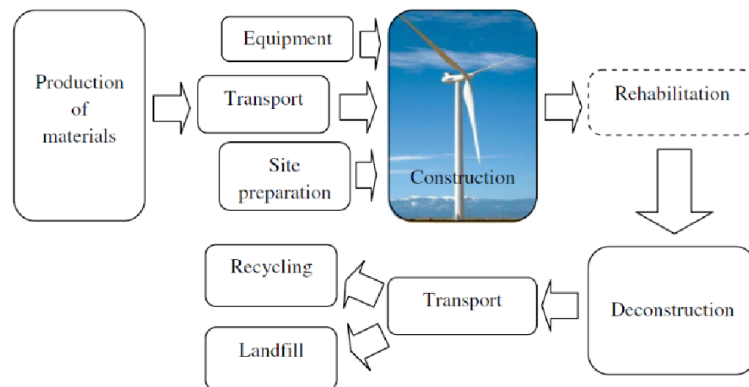 Production
of
materials
Equipment
Transport
Site
preparation
Construction
Rehabilitation
Recycling
Landfill
Transport
Deconstruction